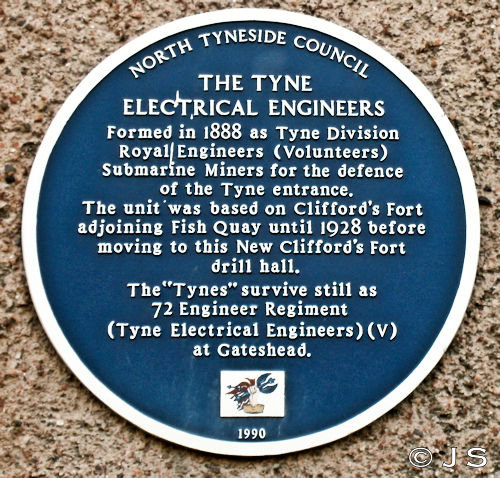 NORTH TYNESIDE COUNCIL
THE TYNE
ELECTRICAL ENGINEERS
Formed in 1888 as Tyne Division
Royal Engineers (Volunteers)
Submarine Miners for the defence
of the Tyne entrance.
The unit was based on Clifford's Fort
adjoining Fish Quay until 1928 before
moving to this New Clifford's Fort
drill hall.
The "Tynes" survive still as
72 Engineer Regiment
(Tyne Electrical Engineers)(V)
at Gateshead.
1990
© J S